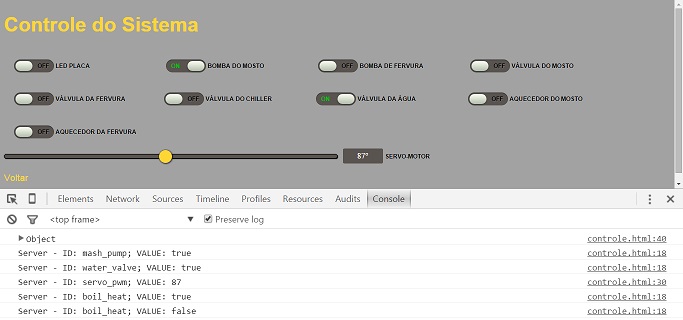 Controle do Sistema
OFF LED PLACA ON BOMBA DO MOSTO OFF BOMBA DE FERVURA OFF VÁLVULA DO MOSTO
OFF VÁLVULA DA FERVURA OFF VÁLVULA DO CHILLER ON VÁLVULA DA ÁGUA OFF AQUECEDOR DO MOSTO
OFF AQUECEDOR DA FERVURA
87° SERVO-MOTOR
Voltar
Elements Network Sources Timeline Profiles Resources Audits Console
<top frame> Preserve log
Object controle.html:40
Server - ID: mash_pump; VALUE: true controle.html:18
Server - ID: water_valve; VALUE: true controle.html:18
Server - ID: servo_pwm; VALUE: 87 controle.html:30
Server - ID: boil_heat; VALUE: true controle.html:18
Server - ID: boil_heat; VALUE: false controle.html:18